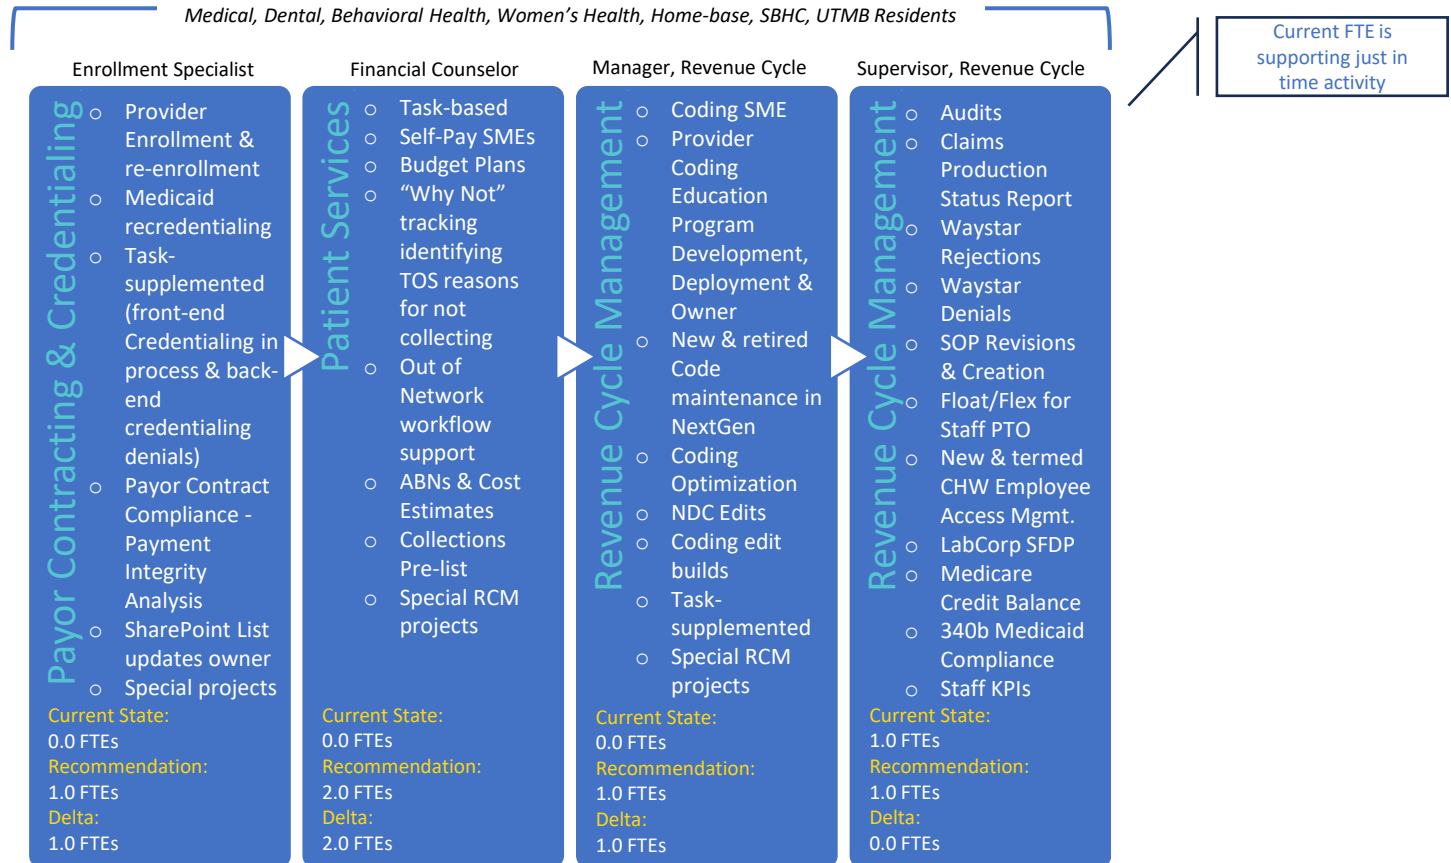 Medical, Dental, Behavioral Health, Women’s Health, Home-base, SBHC, UTMB Residents
Current FTE is
supporting just in
time activity
Enrollment Specialist
Payor Contracting & Credentialing
o Provider
Enrollment &
re-enrollment
o Medicaid
recredentialing
o Task-
supplemented
(front-end
Credentialing in
process & back-
end
credentialing
denials)
o Payor Contract
Compliance -
Payment
Integrity
Analysis
o SharePoint List
updates owner
o Special projects
Current State:
0.0 FTEs
Recommendation:
1.0 FTEs
Delta:
1.0 FTEs
Financial Counselor
Patient Services
o Task-based
o Self-Pay SMEs
o Budget Plans
o “Why Not”
tracking
identifying
TOS reasons
for not
collecting
o Out of
Network
workflow
support
o ABNs & Cost
Estimates
o Collections
Pre-list
o Special RCM
projects
Current State:
0.0 FTEs
Recommendation:
2.0 FTEs
Delta:
2.0 FTEs
Manager, Revenue Cycle
Revenue Cycle Management
o Coding SME
o Provider
Coding
Education
Program
Development,
Deployment &
Owner
o New & retired
Code
maintenance in
NextGen
o Coding
Optimization
o NDC Edits
o Coding edit
builds
o Task-
supplemented
o Special RCM
projects
Current State:
0.0 FTEs
Recommendation:
1.0 FTEs
Delta:
1.0 FTEs
Supervisor, Revenue Cycle
Revenue Cycle Management
o Audits
o Claims
Production
Status Report
o Waystar
Rejections
o Waystar
Denials
o SOP Revisions
& Creation
o Float/Flex for
Staff PTO
o New & termed
CHW Employee
Access Mgmt.
o LabCorp SFDP
o Medicare
Credit Balance
o 340b Medicaid
Compliance
o Staff KPIs
Current State:
1.0 FTEs
Recommendation:
1.0 FTEs
Delta:
0.0 FTEs